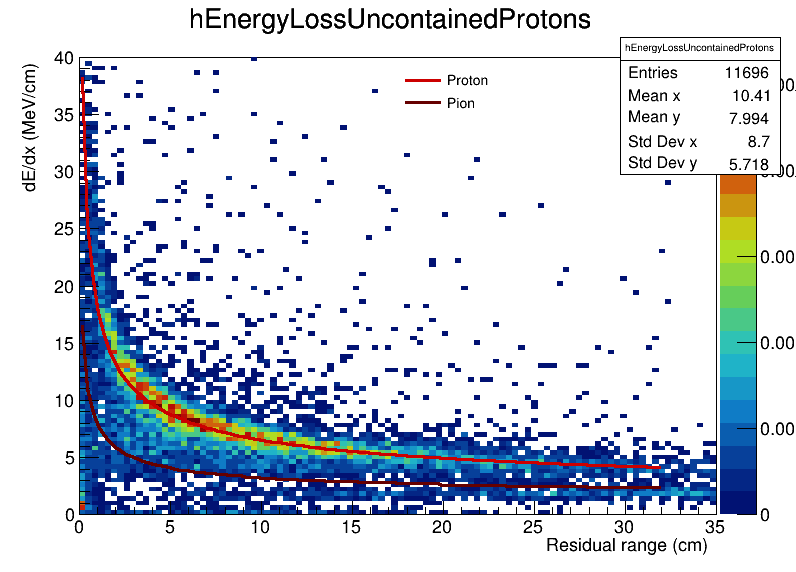 hEnergyLossUncontainedProtons
hEnergyLossUncontainedProtons
Entries 11696
Mean x 10.41
Mean y 7.994
Std Dev x 8.7
Std Dev y 5.718
Proton
Pion
dE/dx (MeV/cm)
40
35
30
25
20
15
10
5
0
0 5 10 15 20 25 30 35
Residual range (cm)
0.00
0.00
0.00
0